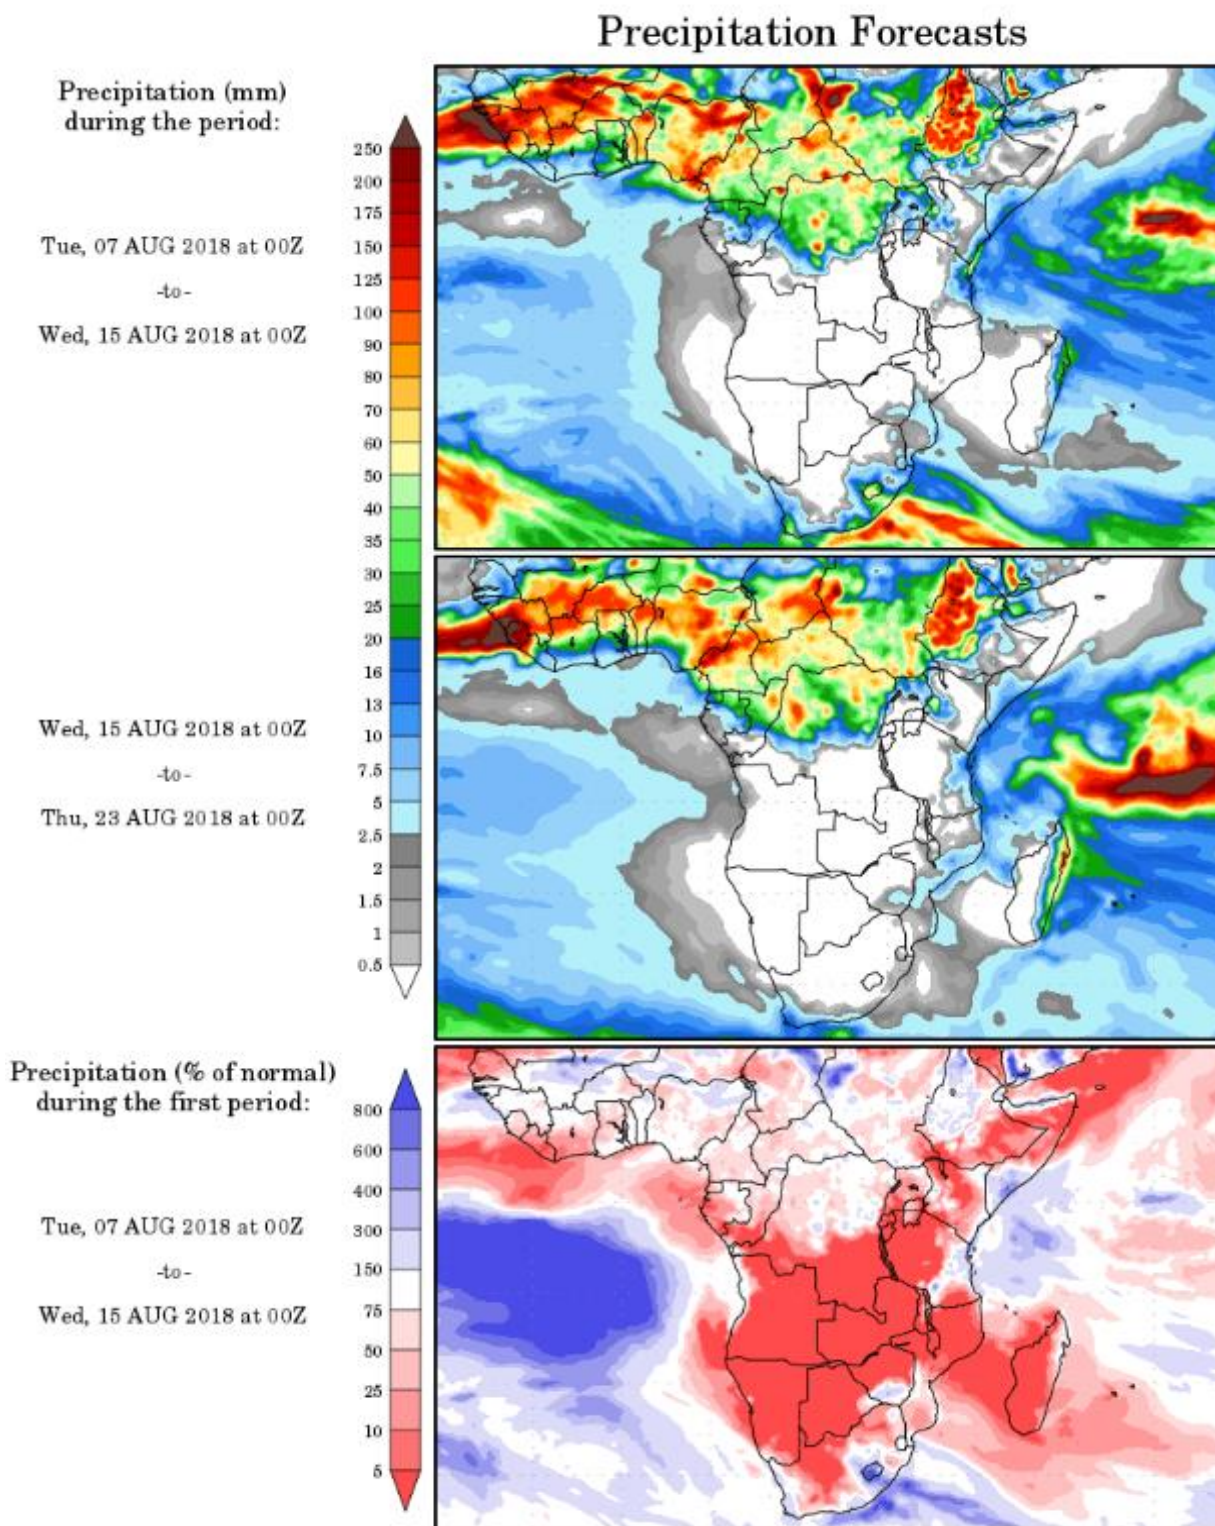 Precipitation Forecasts
Precipitation (mm)
during the period:
Tue, 07 AUG 2018 at 00Z
-to-
Wed, 15 AUG 2018 at 00Z
250
200
175
150
125
100
90
80
70
60
50
40
35
30
25
20
16
13
10
7.5
5
2.5
2
1.5
1
0.5
Wed, 15 AUG 2018 at 00Z
-to-
Thu, 23 AUG 2018 at 00Z
Precipitation (% of normal)
during the first period:
Tue, 07 AUG 2018 at 00Z
-to-
Wed, 15 AUG 2018 at 00Z
800
600
400
300
150
75
50
25
10
5